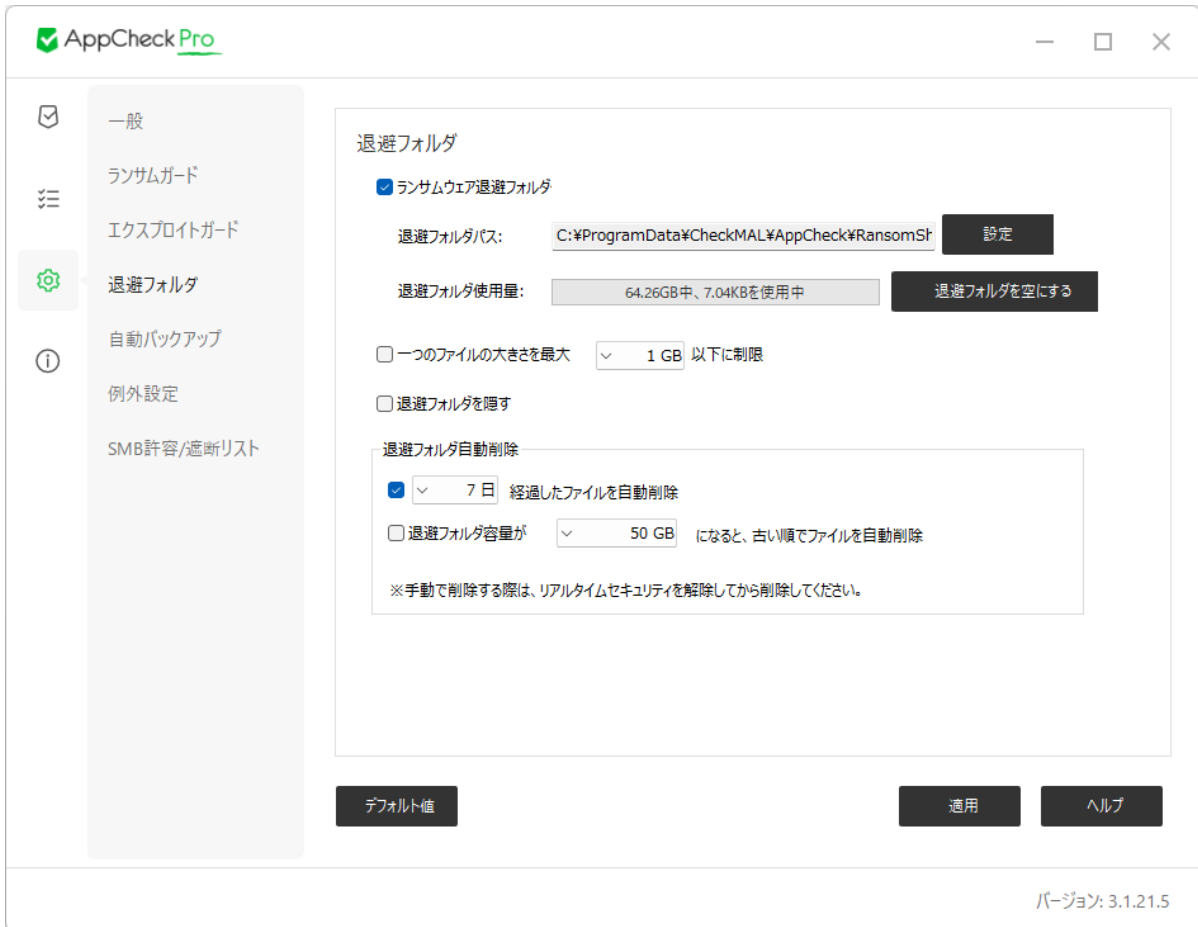 AppCheck Pro
一般
ランサムガード
エクスプロイトガード
退避フォルダ
自動バックアップ
例外設定
SMB許容/遮断リスト
退避フォルダ
ランサムウェア退避フォルダ
退避フォルダパス: C:¥ProgramData¥CheckMAL¥AppCheck¥RansomSh 設定
退避フォルダ使用量: 64.26GB中、7.04KBを使用中 退避フォルダを空にする
一つのファイルの大きさを最大 1 GB 以下に制限
退避フォルダを隠す
退避フォルダ自動削除
7 日 経過したファイルを自動削除
退避フォルダ容量が 50 GB になると、古い順でファイルを自動削除
※手動で削除する際は、リアルタイムセキュリティを解除してから削除してください。
デフォルト値 適用 ヘルプ
バージョン: 3.1.21.5